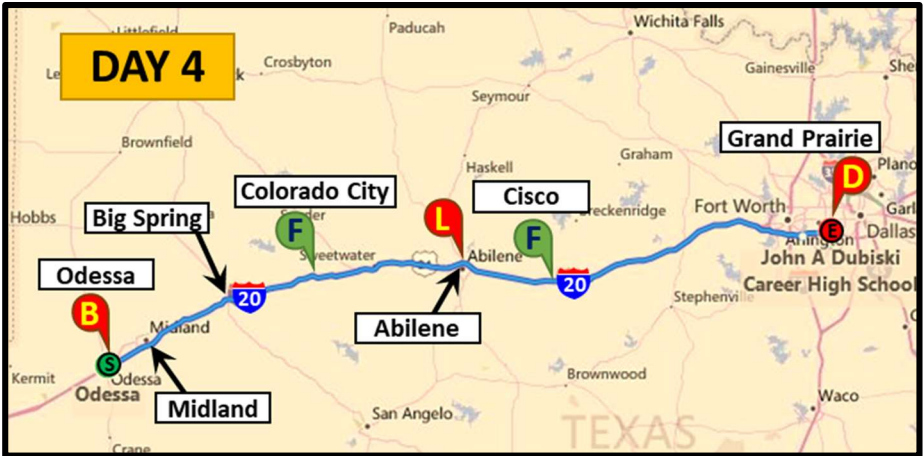 DAY 4
Littlefield
Paducah
Wichita Falls
Crosbyton
Gainesville
She
Seymour
Brownfield
Grand Prairie
Haskell
Graham
D
Plano
Colorado City
Cisco
Hobbs
Big Spring
Snyder
F
L
F
Breckenridge
Fort Worth
Garl
Sweetwater
Abilene
E
Dallas
Arlington
Odessa
20
20
John A Dubiski
Career High School
B
Abilene
Stephenville
Midland
S
Odessa
Odessa
Kermit
Midland
Brownwood
San Angelo
TEXAS
Waco
Crane